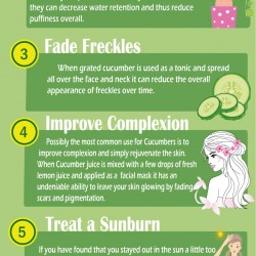 they can decrease water retention and thus reduce
puffiness overall.
3
Fade Freckles
When grated cucumber is used as a tonic and spread
all over the face and neck it can reduce the overall
appearance of freckles over time.
4
Improve Complexion
Possibly the most common use for Cucumbers is to
improve complexion and simply rejuvenate the skin.
When Cucumber juice is mixed with a few drops of fresh
lemon juice and applied as a facial mask it has an
undeniable ability to leave your skin glowing by fading
scars and pigmentation.
5
Treat a Sunburn
If you have found that you stayed out in the sun a little too